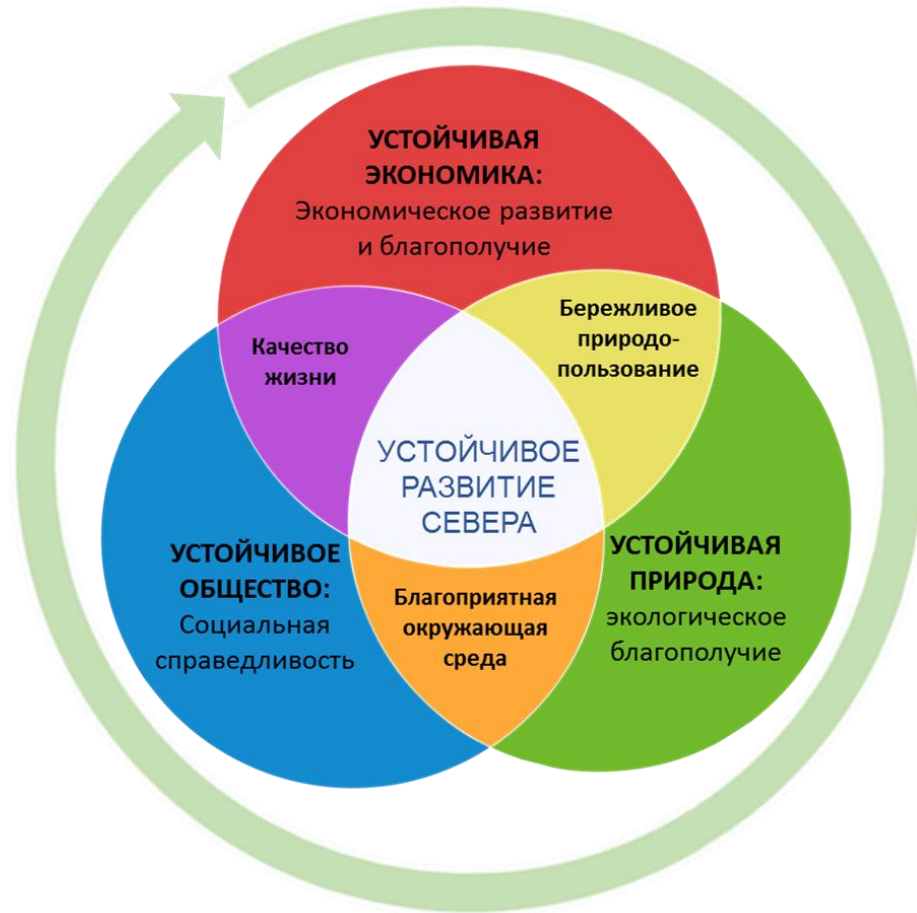 УСТОЙЧИВАЯ
ЭКОНОМИКА:
Экономическое развитие
и благополучие
Качество
жизни
Бережливое
природо-
пользование
УСТОЙЧИВОЕ
РАЗВИТИЕ
СЕВЕРА
УСТОЙЧИВОЕ
ОБЩЕСТВО:
Социальная
справедливость
Благоприятная
окружающая
среда
УСТОЙЧИВАЯ
ПРИРОДА:
экологическое
благополучие